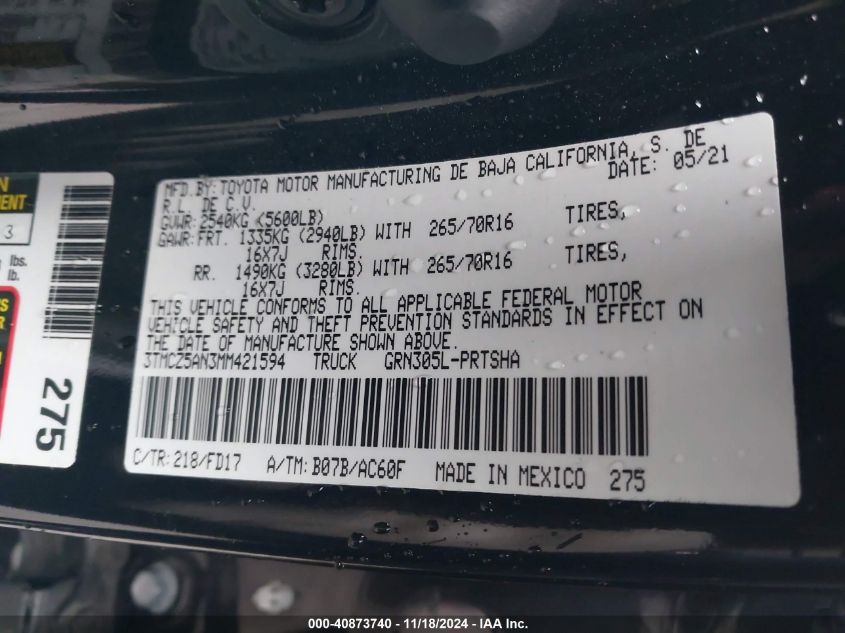 MFD.BY:TOYOTA MOTOR MANUFACTURING DE BAJA CALIFORNIA, S. DE
R.L. DE C.V. DATE: 05/21
GVWR:2540KG (5600LB)
GAWR:FRT. 1335KG (2940LB) WITH 265/70R16 TIRES,
16X7J RIMS.
RR. 1490KG (3280LB) WITH 265/70R16 TIRES,
16X7J RIMS.
THIS VEHICLE CONFORMS TO ALL APPLICABLE FEDERAL MOTOR
VEHICLE SAFETY AND THEFT PREVENTION STANDARDS IN EFFECT ON
THE DATE OF MANUFACTURE SHOWN ABOVE.
3TMCZ5AN3MM421594 TRUCK GRN305L-PRTSHA
C/TR:218/FD17 A/TM:B07B/AC60F MADE IN MEXICO 275
3
lbs.
lb.
275
000-40873740 - 11/18/2024 - IAA Inc.